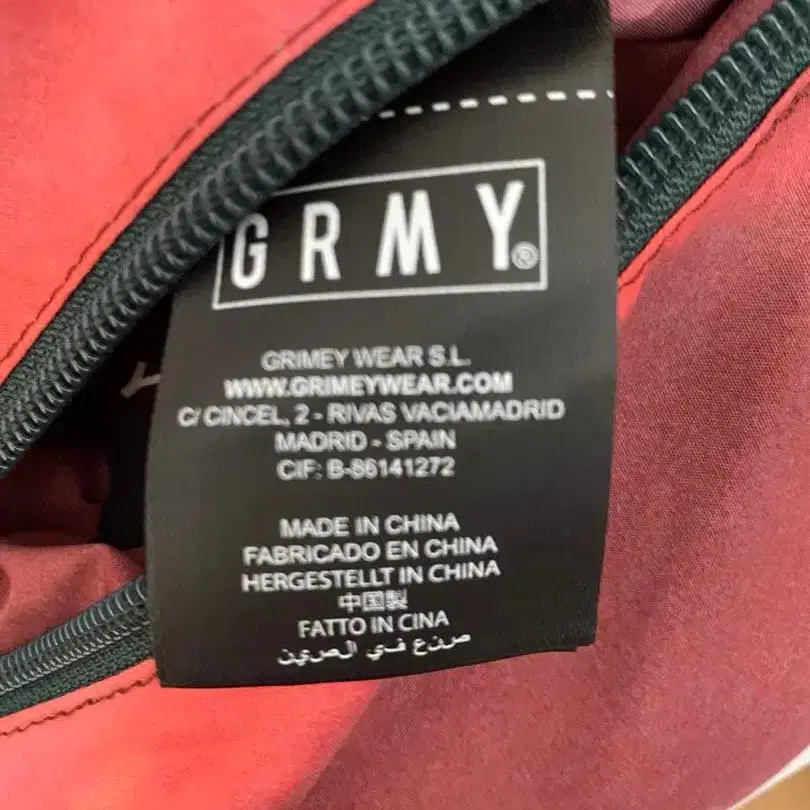 GRMY®
GRIMEY WEAR S.L.
WWW.GRIMEYWEAR.COM
C/ CINCEL, 2 - RIVAS VACIAMADRID
MADRID - SPAIN
CIF: B-86141272
MADE IN CHINA
FABRICADO EN CHINA
HERGESTELLT IN CHINA
中国製
FATTO IN CINA
صنع في الصين